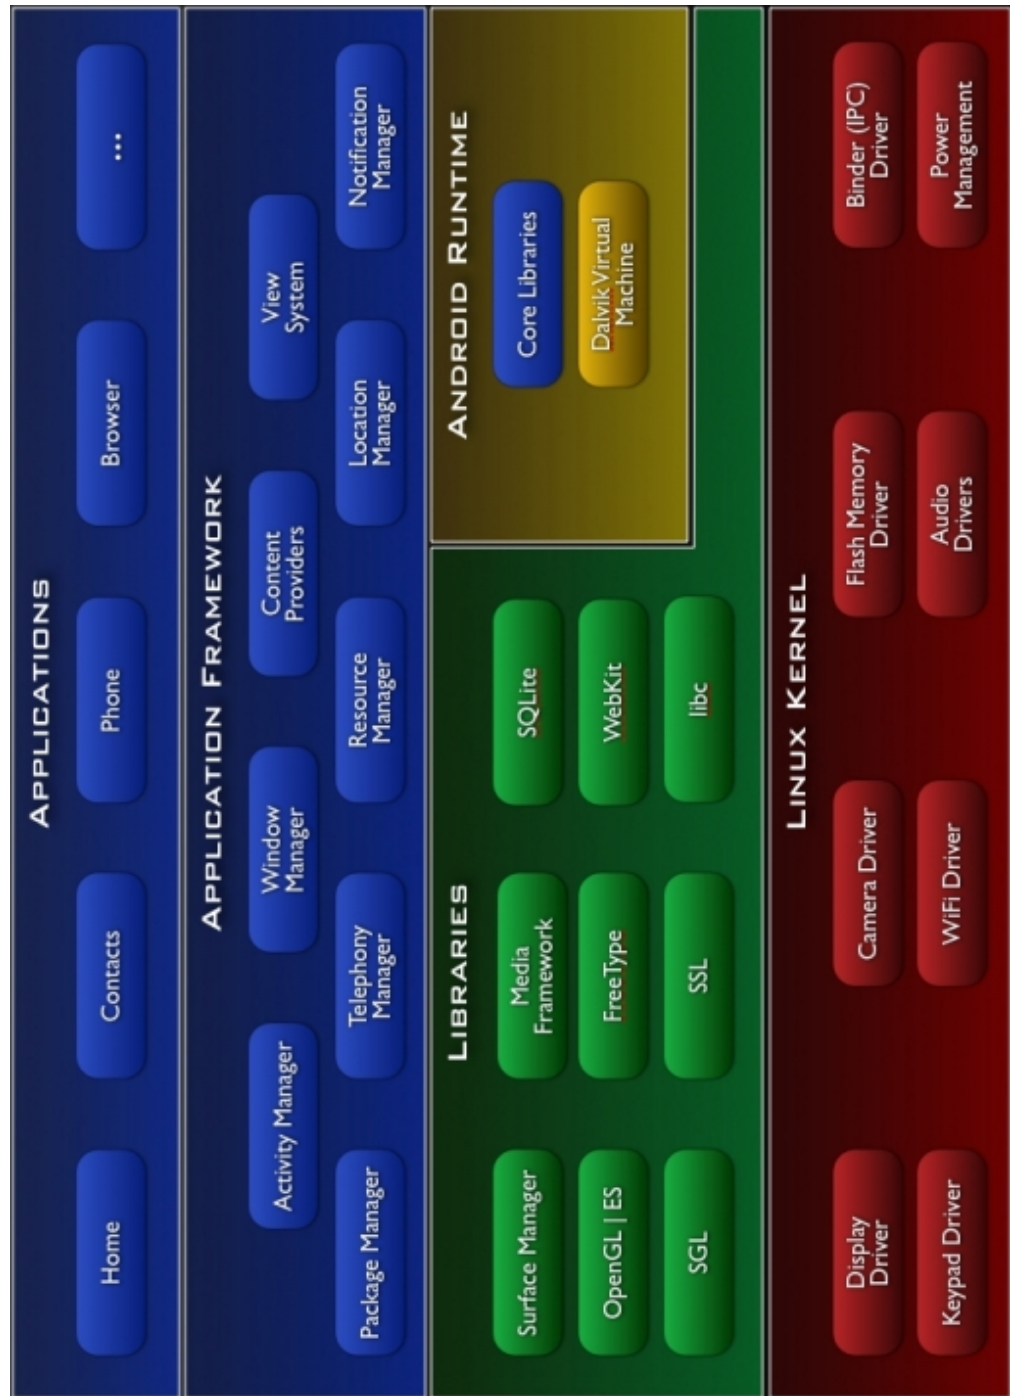 APPLICATIONS
Home
Contacts
Phone
Browser
...
APPLICATION FRAMEWORK
Activity Manager
Window
Manager
Content
Providers
View
System
Package Manager
Telephony
Manager
Resource
Manager
Location
Manager
Notification
Manager
LIBRARIES
Surface Manager
Media
Framework
SQLite
OpenGL | ES
FreeType
WebKit
SGL
SSL
libc
ANDROID RUNTIME
Core Libraries
Dalvik Virtual
Machine
LINUX KERNEL
Display
Driver
Camera Driver
Flash Memory
Driver
Binder (IPC)
Driver
Keypad Driver
WiFi Driver
Audio
Drivers
Power
Management